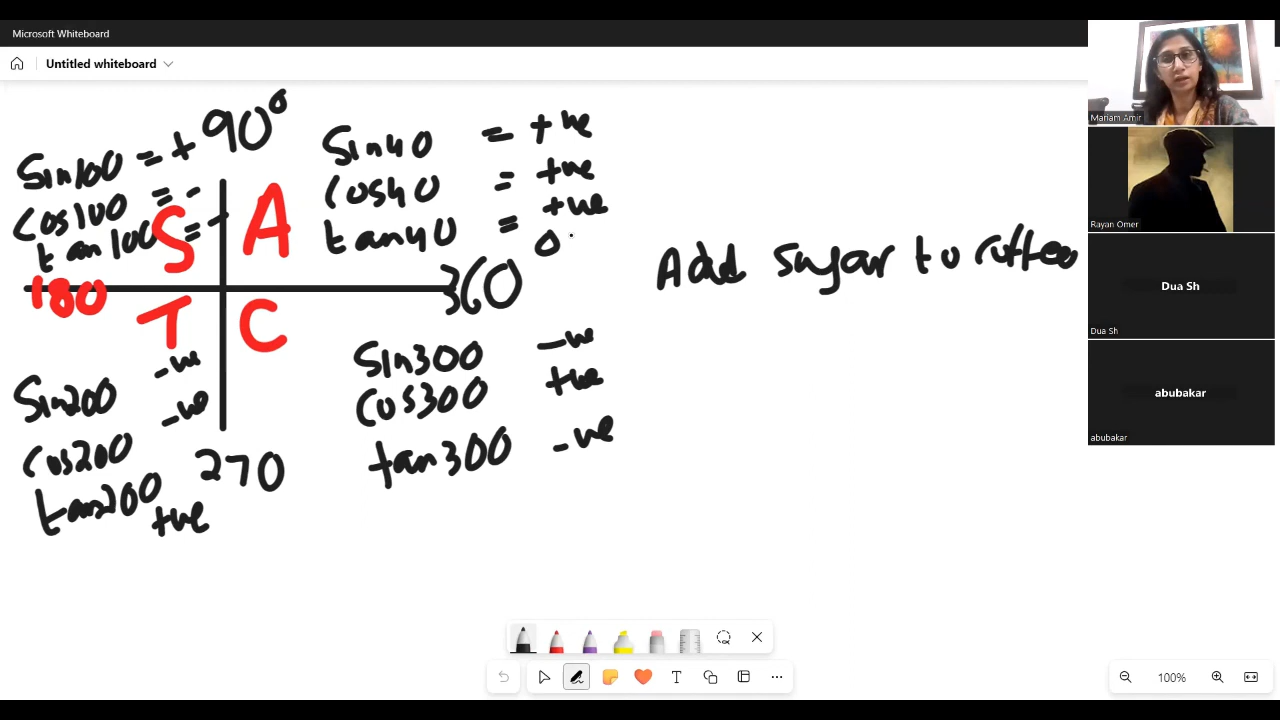 Microsoft Whiteboard
Untitled whiteboard
90°
Sin100 = +
Cos100 = -
tan100 = -
Sin40 = +ve
Cos40 = +ve
tan40 = +ve
S A
0
180
360
T C
Add Sugar to Coffee
Sin200 -ve
Cos200 -ve
tan200 +ve
270
Sin300 -ve
Cos300 +ve
tan300 -ve
Mariam Amir
Rayan Omer
Dua Sh
Dua Sh
abubakar
abubakar
100%